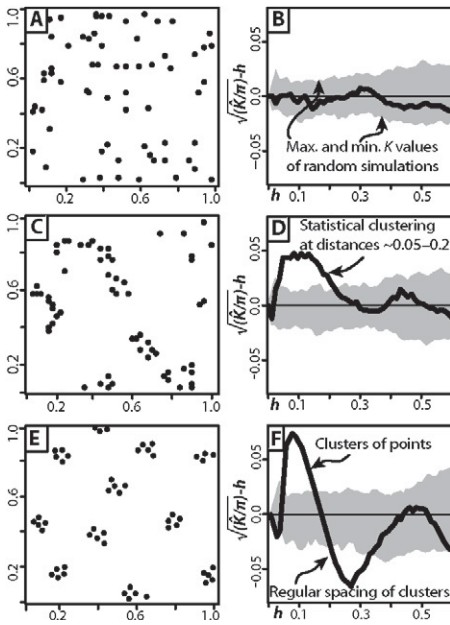 A
1.0
0.6
0.2
0.2
0.6
1.0
B
0.05
0.0
-0.05
√(K̂/π)-h
Max. and min. K values
of random simulations
h 0.1 0.3 0.5
C
1.0
0.6
0.2
0.2
0.6
1.0
D
0.05
0.0
-0.05
√(K̂/π)-h
Statistical clustering
at distances ~0.05–0.2
h 0.1 0.3 0.5
E
1.0
0.6
0.2
0.2
0.6
1.0
F
0.05
0.0
-0.05
√(K̂/π)-h
Clusters of points
Regular spacing of clusters
h 0.1 0.3 0.5